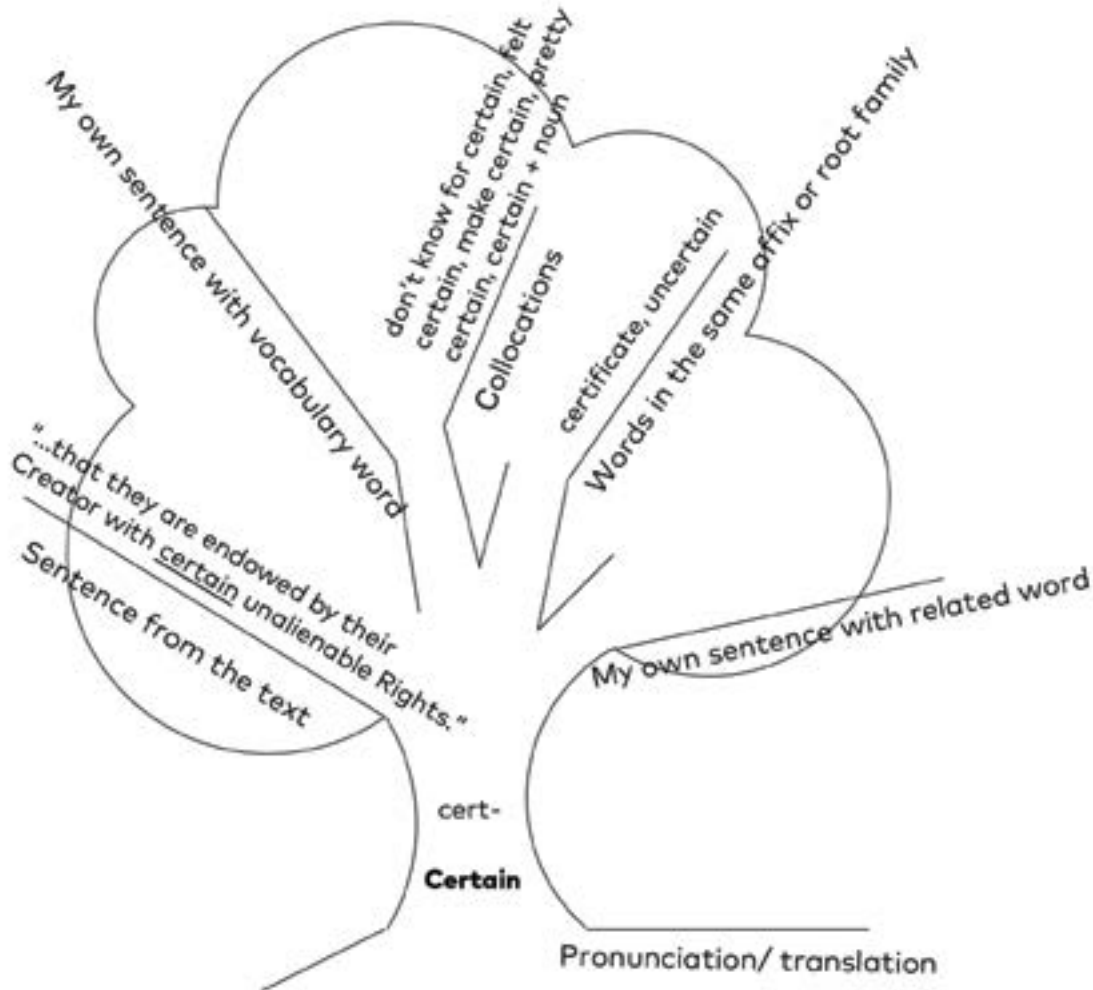 My own sentence with vocabulary word
don't know for certain, felt
certain, make certain, pretty
certain, certain + noun
Collocations
certificate, uncertain
Words in the same affix or root family
"...that they are endowed by their
Creator with certain unalienable Rights."
Sentence from the text
My own sentence with related word
cert-
Certain
Pronunciation/ translation